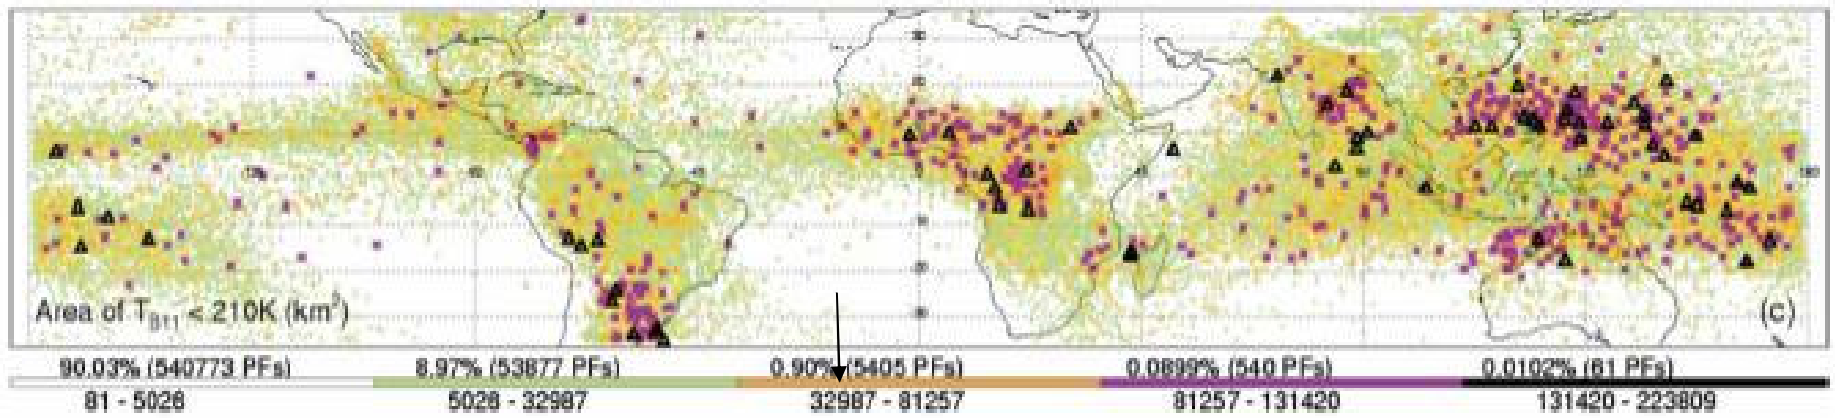 Area of T_B11 < 210K (km²)
(c)
90.03% (540773 PFs) 8.97% (53877 PFs) 0.90% (5405 PFs) 0.0899% (540 PFs) 0.0102% (61 PFs)
81 - 5028 5028 - 32987 32987 - 81257 81257 - 131420 131420 - 223809